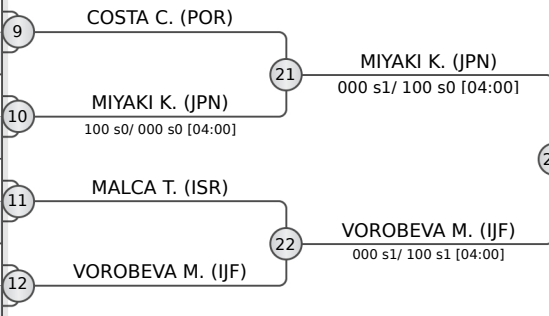 COSTA C. (POR)
9
MIYAKI K. (JPN)
21
000 s1/ 100 s0 [04:00]
MIYAKI K. (JPN)
10
100 s0/ 000 s0 [04:00]
2
MALCA T. (ISR)
11
VOROBEVA M. (IJF)
22
000 s1/ 100 s1 [04:00]
VOROBEVA M. (IJF)
12